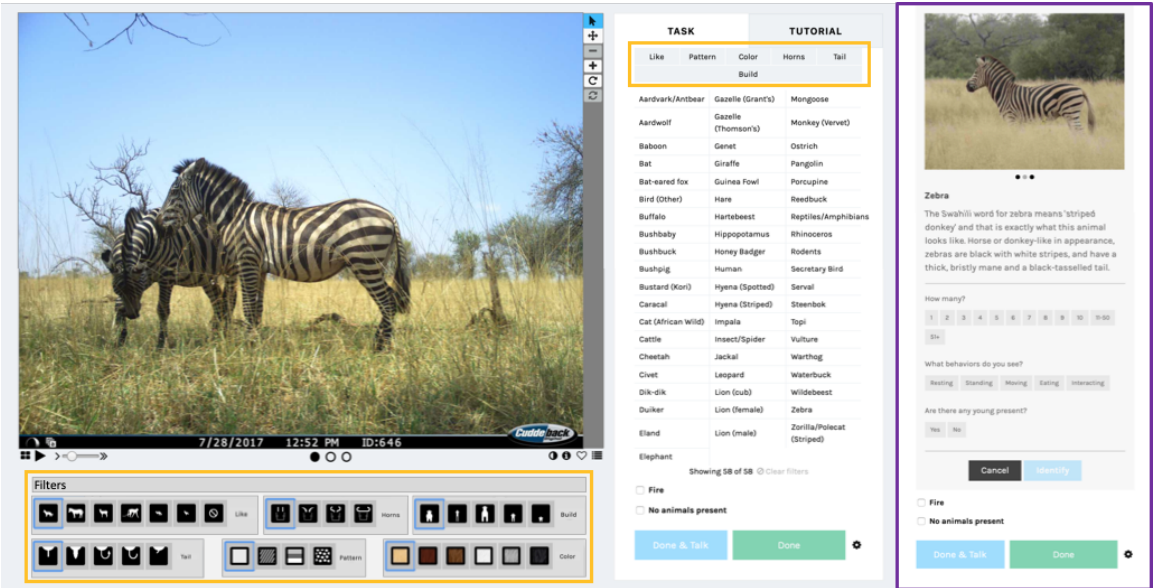 Cuddeback
7/28/2017 12:52 PM ID:646
Filters
Like
Horns
Build
Tail
Pattern
Color
TASK TUTORIAL
Like Pattern Color Horns Tail
Build
Aardvark/Antbear Gazelle (Grant's) Mongoose
Aardwolf Gazelle (Thomson's) Monkey (Vervet)
Baboon Genet Ostrich
Bat Giraffe Pangolin
Bat-eared fox Guinea Fowl Porcupine
Bird (Other) Hare Reedbuck
Buffalo Hartebeest Reptiles/Amphibians
Bushbaby Hippopotamus Rhinoceros
Bushbuck Honey Badger Rodents
Bushpig Human Secretary Bird
Bustard (Kori) Hyena (Spotted) Serval
Caracal Hyena (Striped) Steenbok
Cat (African Wild) Impala Topi
Cattle Insect/Spider Vulture
Cheetah Jackal Warthog
Civet Leopard Waterbuck
Dik-dik Lion (cub) Wildebeest
Duiker Lion (female) Zebra
Eland Lion (male) Zorilla/Polecat (Striped)
Elephant
Showing 58 of 58 Clear filters
Fire
No animals present
Done & Talk Done
Zebra
The Swahili word for zebra means 'striped
donkey' and that is exactly what this animal
looks like. Horse or donkey-like in appearance,
zebras are black with white stripes, and have a
thick, bristly mane and a black-tasselled tail.
How many?
1 2 3 4 5 6 7 8 9 10 11-50
51+
What behaviors do you see?
Resting Standing Moving Eating Interacting
Are there any young present?
Yes No
Cancel Identify
Fire
No animals present
Done & Talk Done